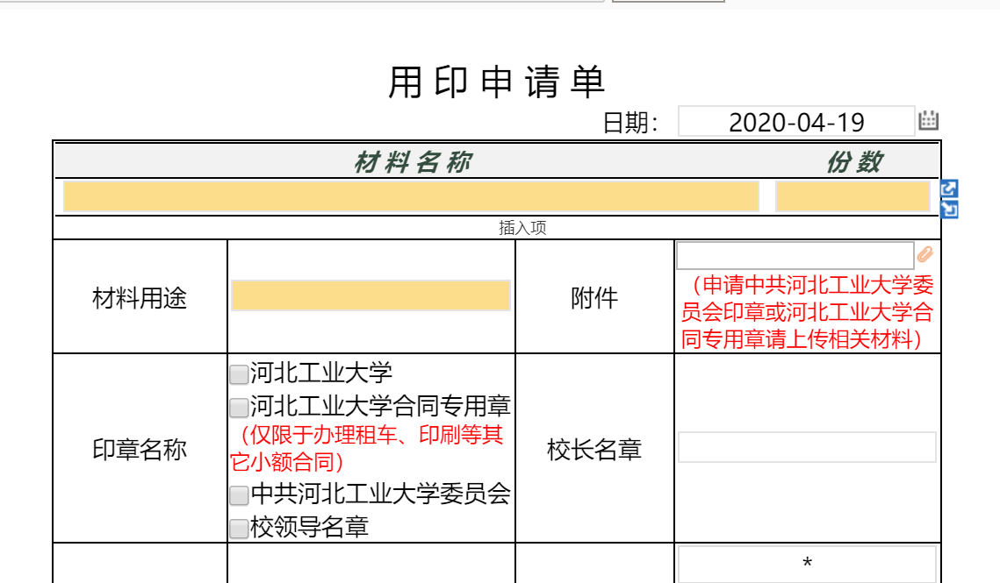 用印申请单
日期： 2020-04-19
材料名称 份数
插入项
材料用途
附件
（申请中共河北工业大学委
员会印章或河北工业大学合
同专用章请上传相关材料）
印章名称
河北工业大学
河北工业大学合同专用章
（仅限于办理租车、印刷等其
它小额合同）
中共河北工业大学委员会
校领导名章
校长名章
*